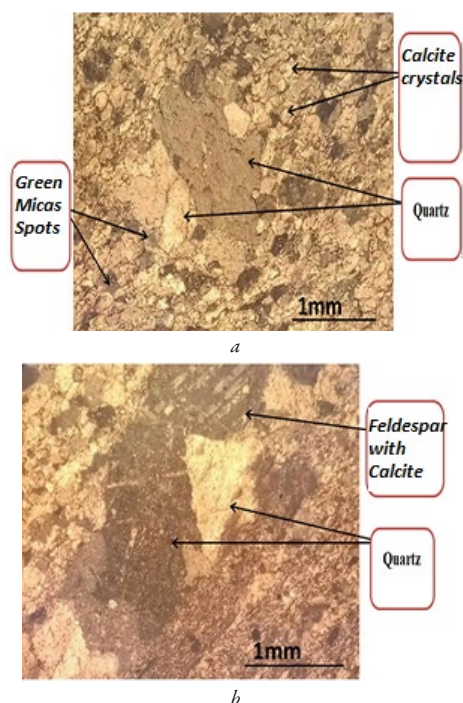 Calcite
crystals
Green
Micas
Spots
Quartz
1mm
a
Feldespar
with
Calcite
Quartz
1mm
b